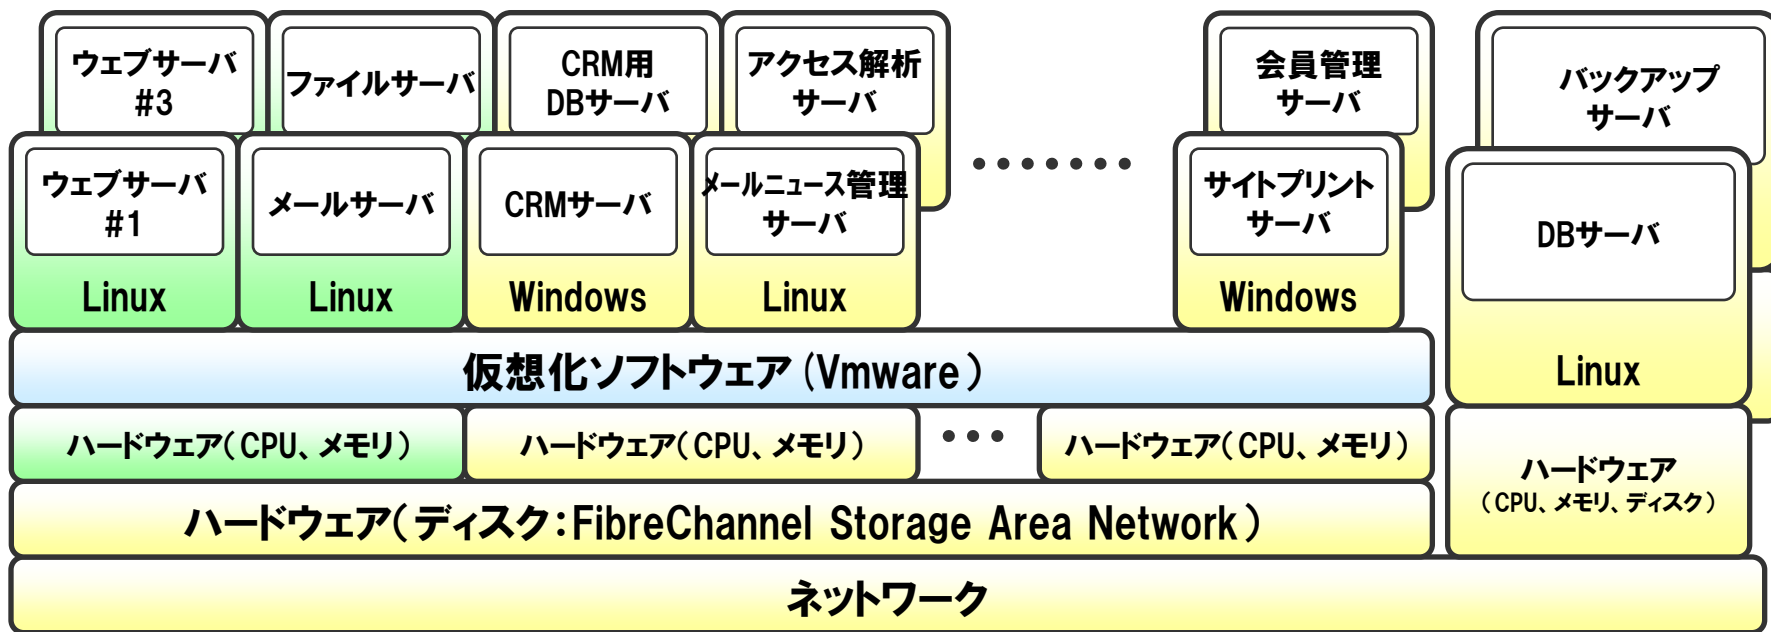 ウェブサーバ
#3
ファイルサーバ
CRM用
DBサーバ
アクセス解析
サーバ
会員管理
サーバ
バックアップ
サーバ
ウェブサーバ
#1
メールサーバ
CRMサーバ
メールニュース管理
サーバ
・・・・・・・
サイトプリント
サーバ
DBサーバ
Linux
Linux
Windows
Linux
Windows
Linux
仮想化ソフトウェア(Vmware)
ハードウェア(CPU、メモリ)
ハードウェア(CPU、メモリ)
・・・
ハードウェア(CPU、メモリ)
ハードウェア
(CPU、メモリ、ディスク)
ハードウェア(ディスク:FibreChannel Storage Area Network)
ネットワーク